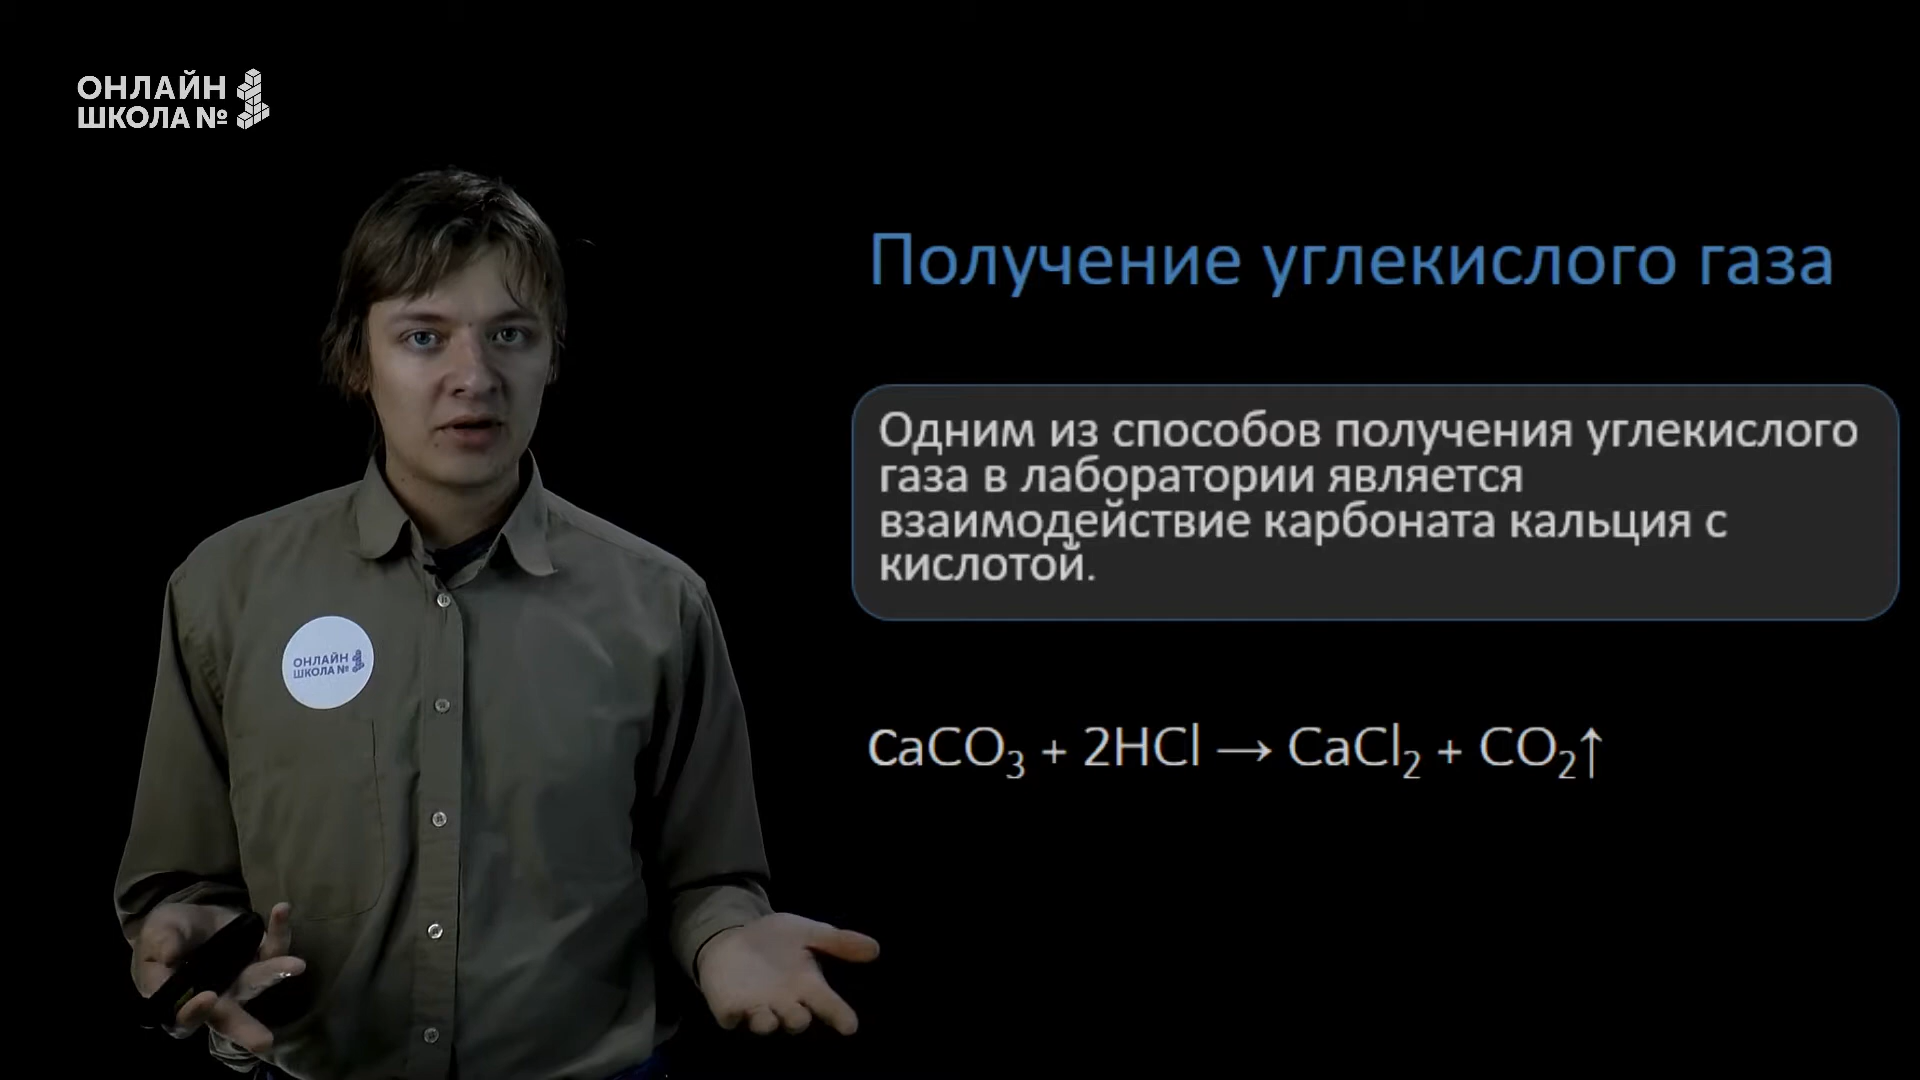 ОНЛАЙН
ШКОЛА №
Получение углекислого газа
Одним из способов получения углекислого
газа в лаборатории является
взаимодействие карбоната кальция с
кислотой.
CaCO₃ + 2HCl → CaCl₂ + CO₂↑
ОНЛАЙН
ШКОЛА №